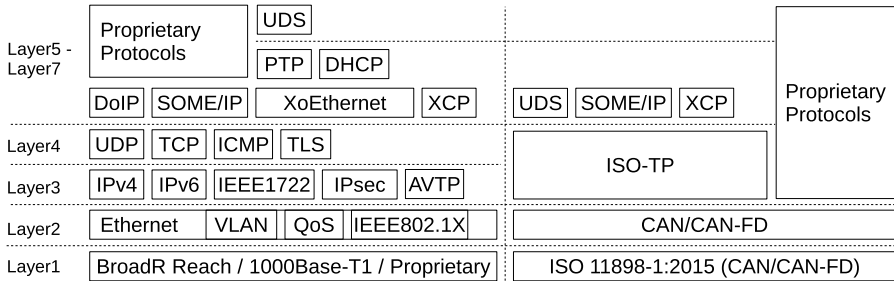 Layer5 -
Layer7
Proprietary
Protocols
UDS
PTP DHCP
DoIP SOME/IP XoEthernet XCP
UDS SOME/IP XCP
Proprietary
Protocols
Layer4
UDP TCP ICMP TLS
ISO-TP
Layer3
IPv4 IPv6 IEEE1722 IPsec AVTP
Layer2
Ethernet VLAN QoS IEEE802.1X
CAN/CAN-FD
Layer1
BroadR Reach / 1000Base-T1 / Proprietary
ISO 11898-1:2015 (CAN/CAN-FD)